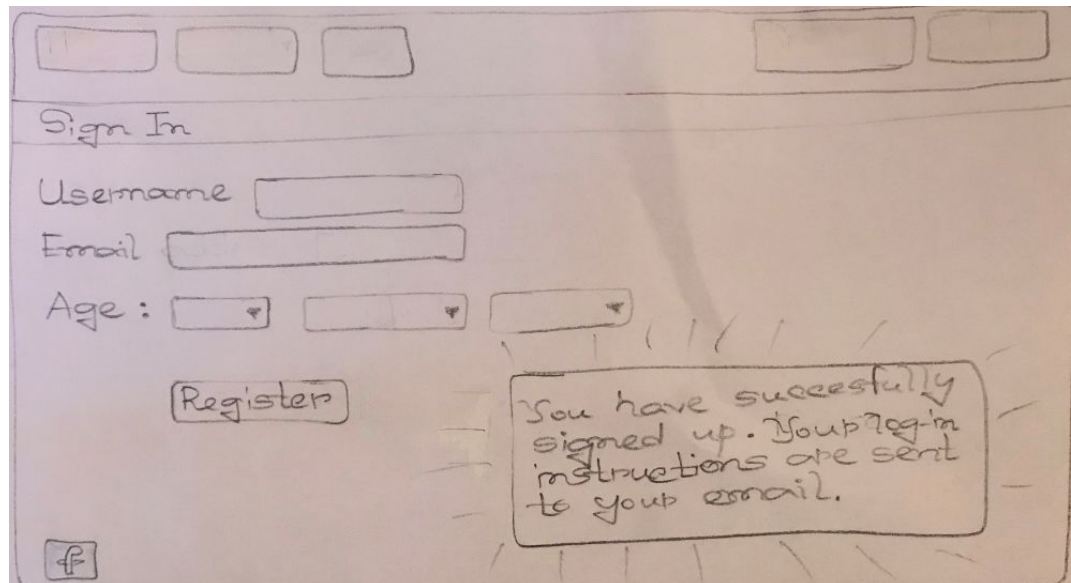 Sign In
Username
Email
Age :
Register
You have succesfully
signed up. Your log-in
instructions are sent
to your email.
f